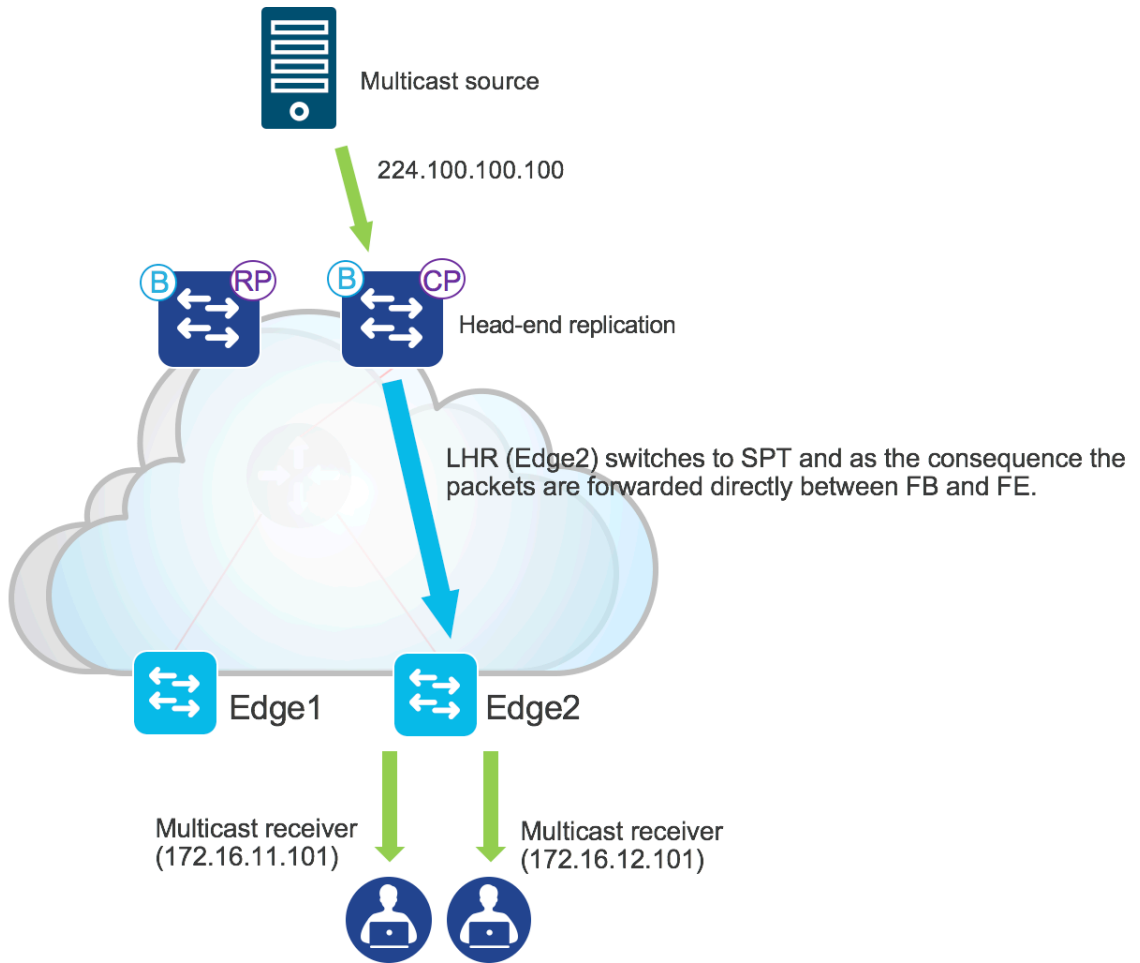 Multicast source
224.100.100.100
B
RP
B
CP
Head-end replication
LHR (Edge2) switches to SPT and as the consequence the
packets are forwarded directly between FB and FE.
Edge1
Edge2
Multicast receiver
(172.16.11.101)
Multicast receiver
(172.16.12.101)